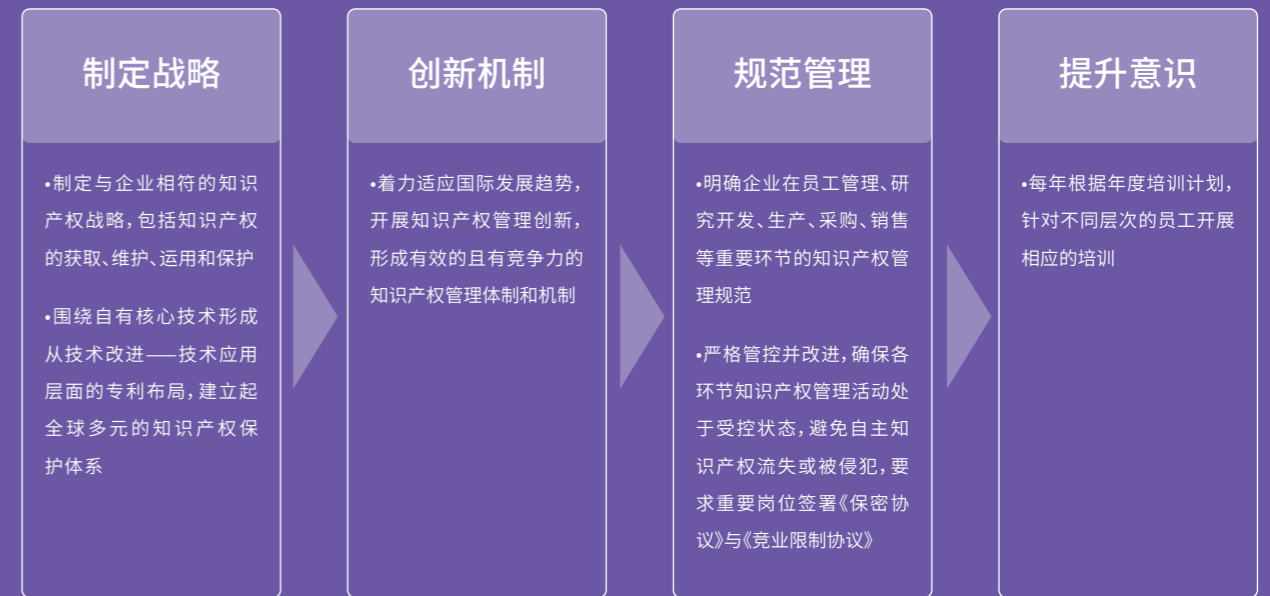 制定战略
•制定与企业相符的知识
产权战略,包括知识产权
的获取、维护、运用和保护
•围绕自有核心技术形成
从技术改进——技术应用
层面的专利布局,建立起
全球多元的知识产权保
护体系
创新机制
•着力适应国际发展趋势,
开展知识产权管理创新,
形成有效的且有竞争力的
知识产权管理体制和机制
规范管理
•明确企业在员工管理、研
究开发、生产、采购、销售
等重要环节的知识产权管
理规范
•严格管控并改进,确保各
环节知识产权管理活动处
于受控状态,避免自主知
识产权流失或被侵犯,要
求重要岗位签署《保密协
议》与《竞业限制协议》
提升意识
•每年根据年度培训计划,
针对不同层次的员工开展
相应的培训